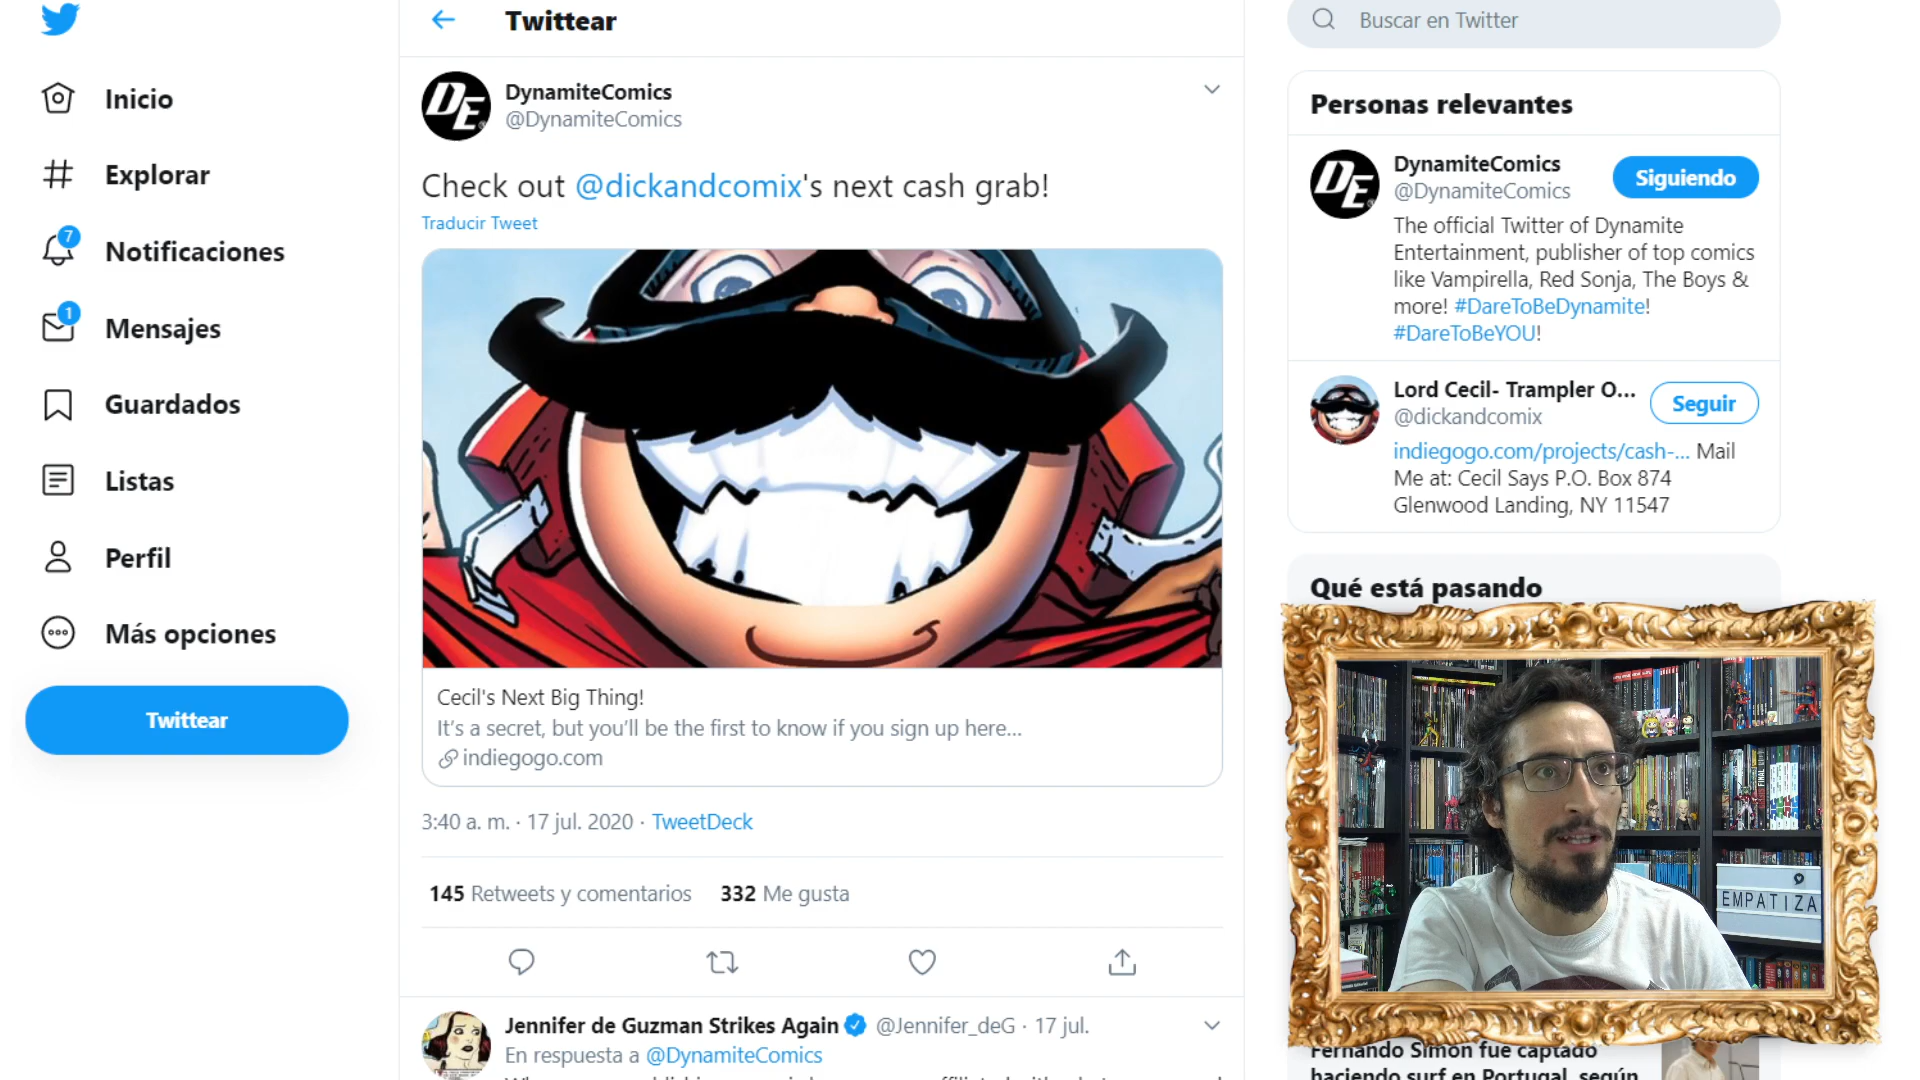 Twittear
Buscar en Twitter
Inicio
Explorar
7
Notificaciones
1
Mensajes
Guardados
Listas
Perfil
Más opciones
Twittear
DE
DynamiteComics
@DynamiteComics
Check out @dickandcomix's next cash grab!
Traducir Tweet
Cecil's Next Big Thing!
It's a secret, but you'll be the first to know if you sign up here...
indiegogo.com
3:40 a. m. · 17 jul. 2020 · TweetDeck
145 Retweets y comentarios 332 Me gusta
Jennifer de Guzman Strikes Again @Jennifer_deG · 17 jul.
En respuesta a @DynamiteComics
Personas relevantes
DE
DynamiteComics
@DynamiteComics
Siguiendo
The official Twitter of Dynamite
Entertainment, publisher of top comics
like Vampirella, Red Sonja, The Boys &
more! #DareToBeDynamite!
#DareToBeYOU!
Lord Cecil- Trampler O...
@dickandcomix
Seguir
indiegogo.com/projects/cash-... Mail
Me at: Cecil Says P.O. Box 874
Glenwood Landing, NY 11547
Qué está pasando
EMPATIZA
Fernando Simón fue captado
haciendo surf en Portugal, según